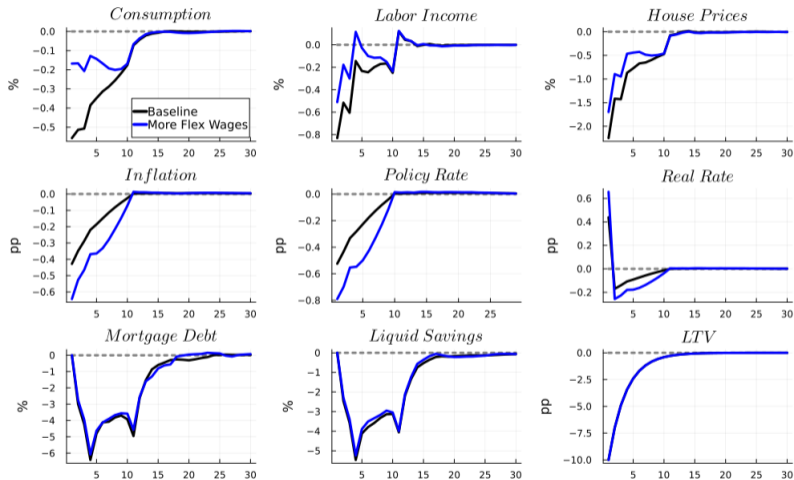 Consumption
Labor Income
House Prices
%
0.0
−0.1
−0.2
−0.3
−0.4
−0.5
Baseline
More Flex Wages
5 10 15 20 25 30
%
0.0
−0.2
−0.4
−0.6
−0.8
5 10 15 20 25 30
%
0.0
−0.5
−1.0
−1.5
−2.0
5 10 15 20 25 30
Inflation
Policy Rate
Real Rate
pp
0.0
−0.1
−0.2
−0.3
−0.4
−0.5
−0.6
5 10 15 20 25 30
0.0
−0.2
−0.4
−0.6
−0.8
pp
5 10 15 20 25
pp
0.6
0.4
0.2
0.0
−0.2
5 10 15 20 25 30
Mortgage Debt
Liquid Savings
LTV
%
0
−1
−2
−3
−4
−5
−6
5 10 15 20 25 30
%
0
−1
−2
−3
−4
−5
5 10 15 20 25 30
pp
0.0
−2.5
−5.0
−7.5
−10.0
5 10 15 20 25 30